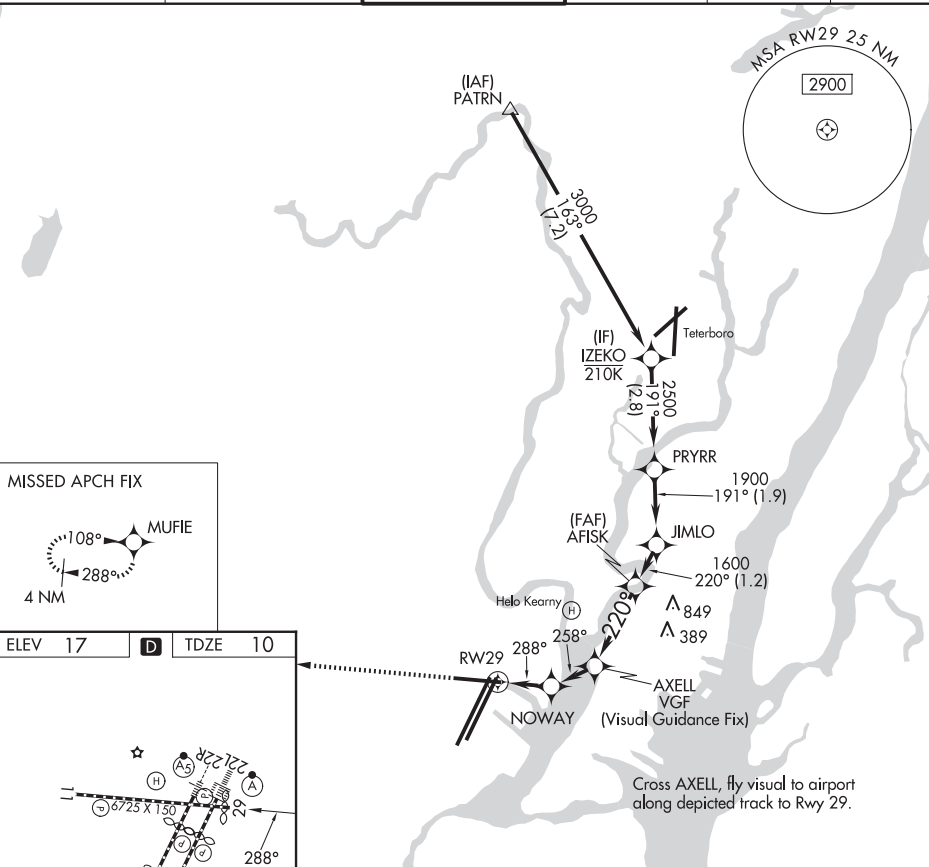 MSA RW29 25 NM
2900
(IAF)
PATRN
3000
163°
(7.2)
Teterboro
(IF)
IZEKO
210K
2500
191°
(2.8)
PRYRR
1900
191° (1.9)
JIMLO
(FAF)
AFISK
1600
220° (1.2)
849
389
220°
Helo Kearny
H
258°
288°
RW29
NOWAY
AXELL
VGF
(Visual Guidance Fix)
Cross AXELL, fly visual to airport
along depicted track to Rwy 29.
MISSED APCH FIX
MUFIE
108°
288°
4 NM
ELEV 17
D
TDZE 10
22R
22L
A5
A
H
P
11
P
6725 X 150
29
P
P
288°